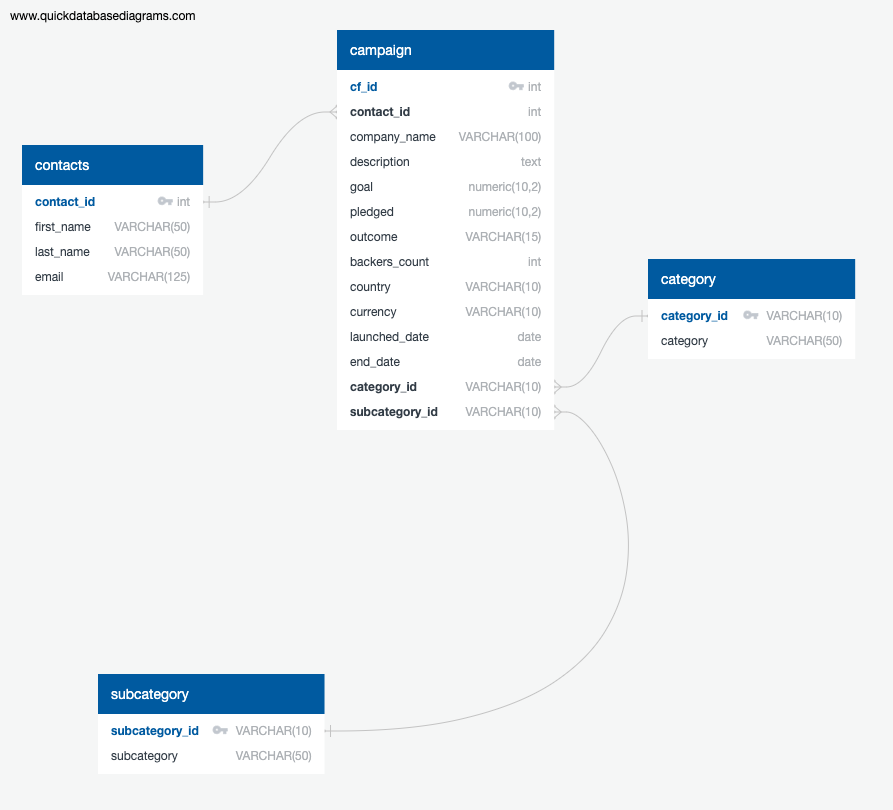 www.quickdatabasediagrams.com
campaign
cf_id int
contact_id int
company_name VARCHAR(100)
description text
goal numeric(10,2)
pledged numeric(10,2)
outcome VARCHAR(15)
backers_count int
country VARCHAR(10)
currency VARCHAR(10)
launched_date date
end_date date
category_id VARCHAR(10)
subcategory_id VARCHAR(10)
contacts
contact_id int
first_name VARCHAR(50)
last_name VARCHAR(50)
email VARCHAR(125)
category
category_id VARCHAR(10)
category VARCHAR(50)
subcategory
subcategory_id VARCHAR(10)
subcategory VARCHAR(50)